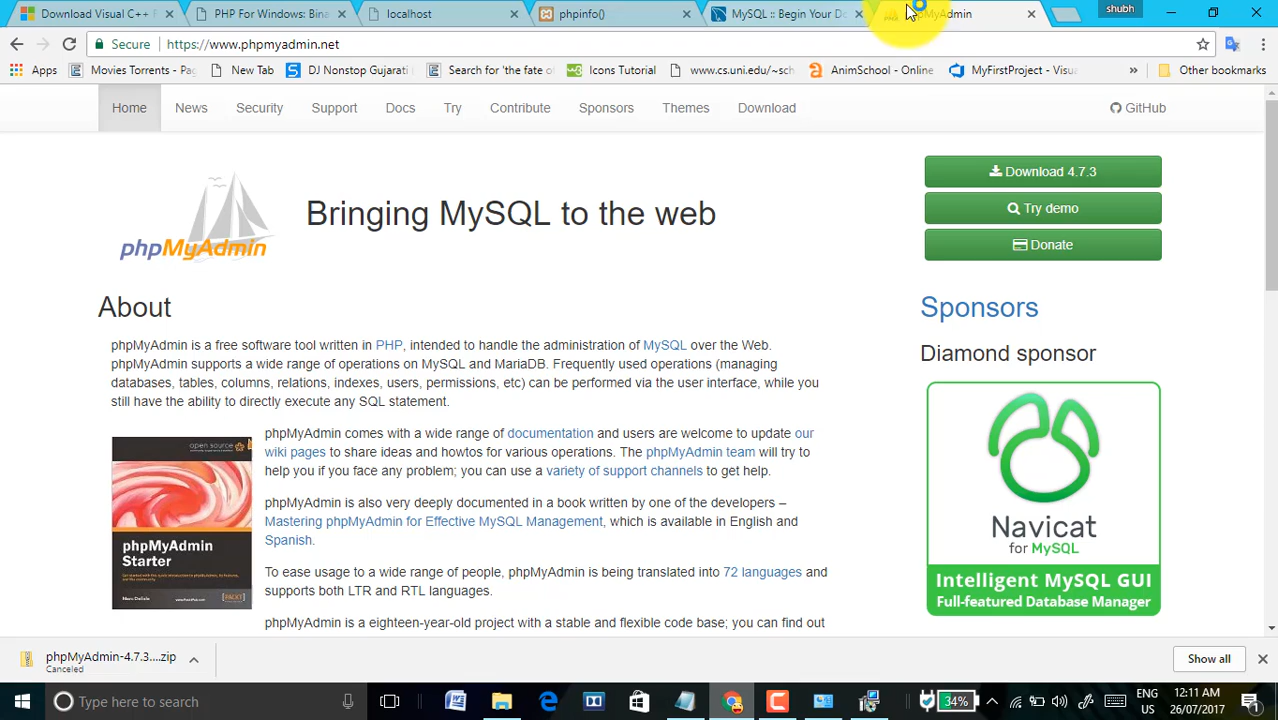 Download Visual C++ F
PHP For Windows: Bina
localhost
phpinfo()
MySQL :: Begin Your Do
MyAdmin
shubh
Secure
https://www.phpmyadmin.net
Apps
Movies Torrents - Pag
New Tab
DJ Nonstop Gujarati
Search for 'the fate of
Icons Tutorial
www.cs.uni.edu/~sch
AnimSchool - Online
MyFirstProject - Visua
Other bookmarks
Home
News
Security
Support
Docs
Try
Contribute
Sponsors
Themes
Download
GitHub
phpMyAdmin
Bringing MySQL to the web
Download 4.7.3
Try demo
Donate
About
phpMyAdmin is a free software tool written in PHP, intended to handle the administration of MySQL over the Web.
phpMyAdmin supports a wide range of operations on MySQL and MariaDB. Frequently used operations (managing
databases, tables, columns, relations, indexes, users, permissions, etc) can be performed via the user interface, while you
still have the ability to directly execute any SQL statement.
open source
phpMyAdmin
Starter
Marc Delisle
phpMyAdmin comes with a wide range of documentation and users are welcome to update our
wiki pages to share ideas and howtos for various operations. The phpMyAdmin team will try to
help you if you face any problem; you can use a variety of support channels to get help.
phpMyAdmin is also very deeply documented in a book written by one of the developers –
Mastering phpMyAdmin for Effective MySQL Management, which is available in English and
Spanish.
To ease usage to a wide range of people, phpMyAdmin is being translated into 72 languages and
supports both LTR and RTL languages.
phpMyAdmin is a eighteen-year-old project with a stable and flexible code base; you can find out
Sponsors
Diamond sponsor
Navicat
for MySQL
Intelligent MySQL GUI
Full-featured Database Manager
phpMyAdmin-4.7.3....zip
Canceled
Show all
Type here to search
34%
ENG
US
12:11 AM
26/07/2017
1